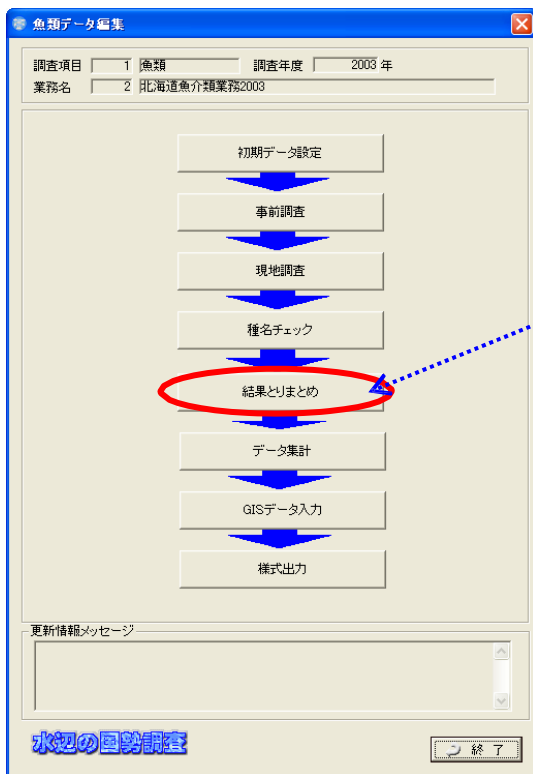 魚類データ編集
調査項目 1 魚類 調査年度 2003 年
業務名 2 北海道魚介類業務2003
初期データ設定
事前調査
現地調査
種名チェック
結果とりまとめ
データ集計
GISデータ入力
様式出力
更新情報メッセージ
水辺の国勢調査
終 了